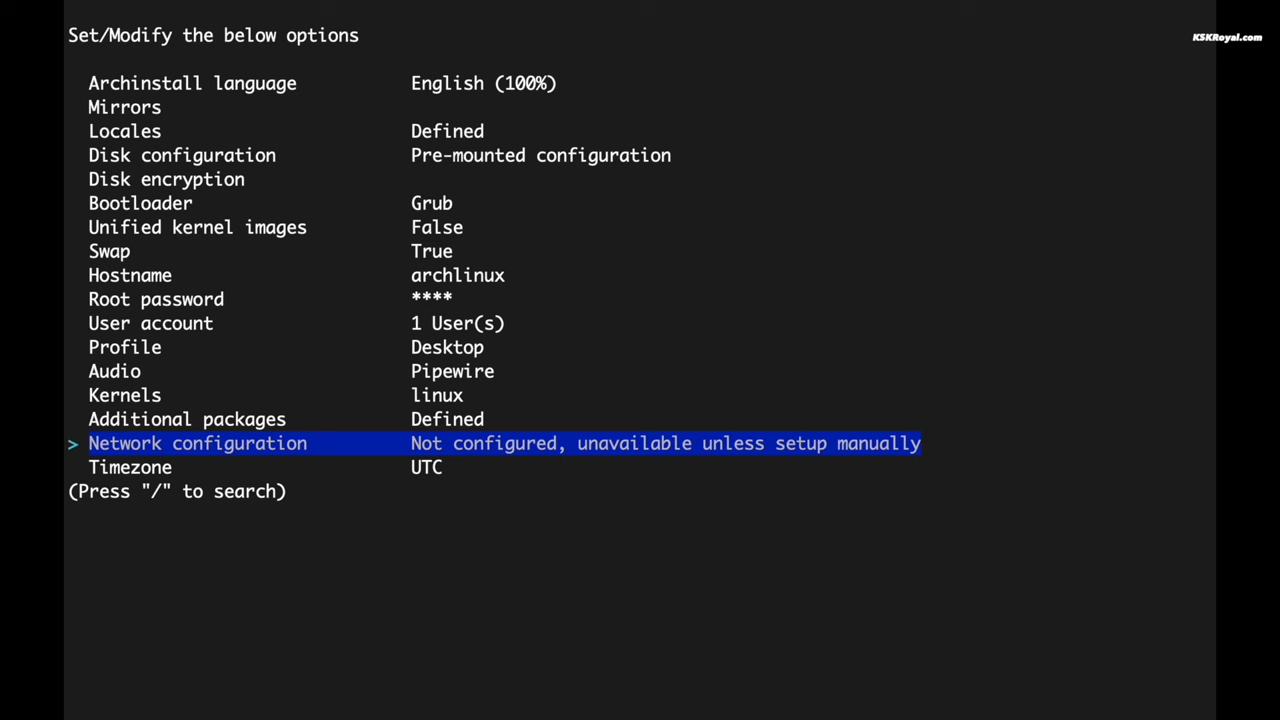 Set/Modify the below options
KSKRoyal.com
Archinstall language English (100%)
Mirrors
Locales Defined
Disk configuration Pre-mounted configuration
Disk encryption
Bootloader Grub
Unified kernel images False
Swap True
Hostname archlinux
Root password ****
User account 1 User(s)
Profile Desktop
Audio Pipewire
Kernels linux
Additional packages Defined
> Network configuration Not configured, unavailable unless setup manually
Timezone UTC
(Press "/" to search)